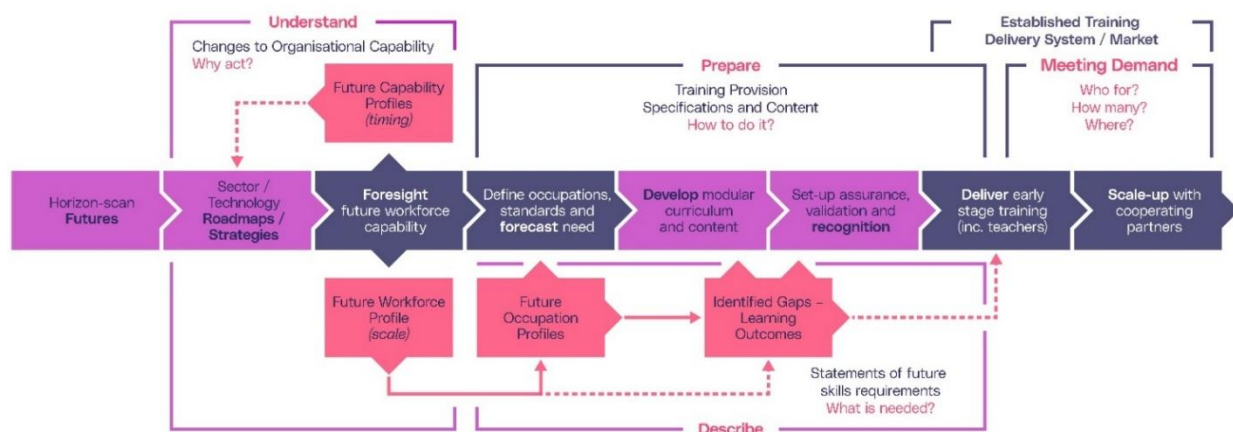 Understand
Changes to Organisational Capability
Why act?
Future Capability
Profiles
(timing)
Prepare
Training Provision
Specifications and Content
How to do it?
Established Training
Delivery System / Market
Meeting Demand
Who for?
How many?
Where?
Horizon-scan
Futures
Sector /
Technology
Roadmaps /
Strategies
Foresight
future workforce
capability
Define occupations,
standards and
forecast need
Develop modular
curriculum
and content
Set-up assurance,
validation and
recognition
Deliver early
stage training
(inc. teachers)
Scale-up with
cooperating
partners
Future Workforce
Profile
(scale)
Future
Occupation
Profiles
Identified Gaps –
Learning
Outcomes
Statements of future
skills requirements
What is needed?
Describe